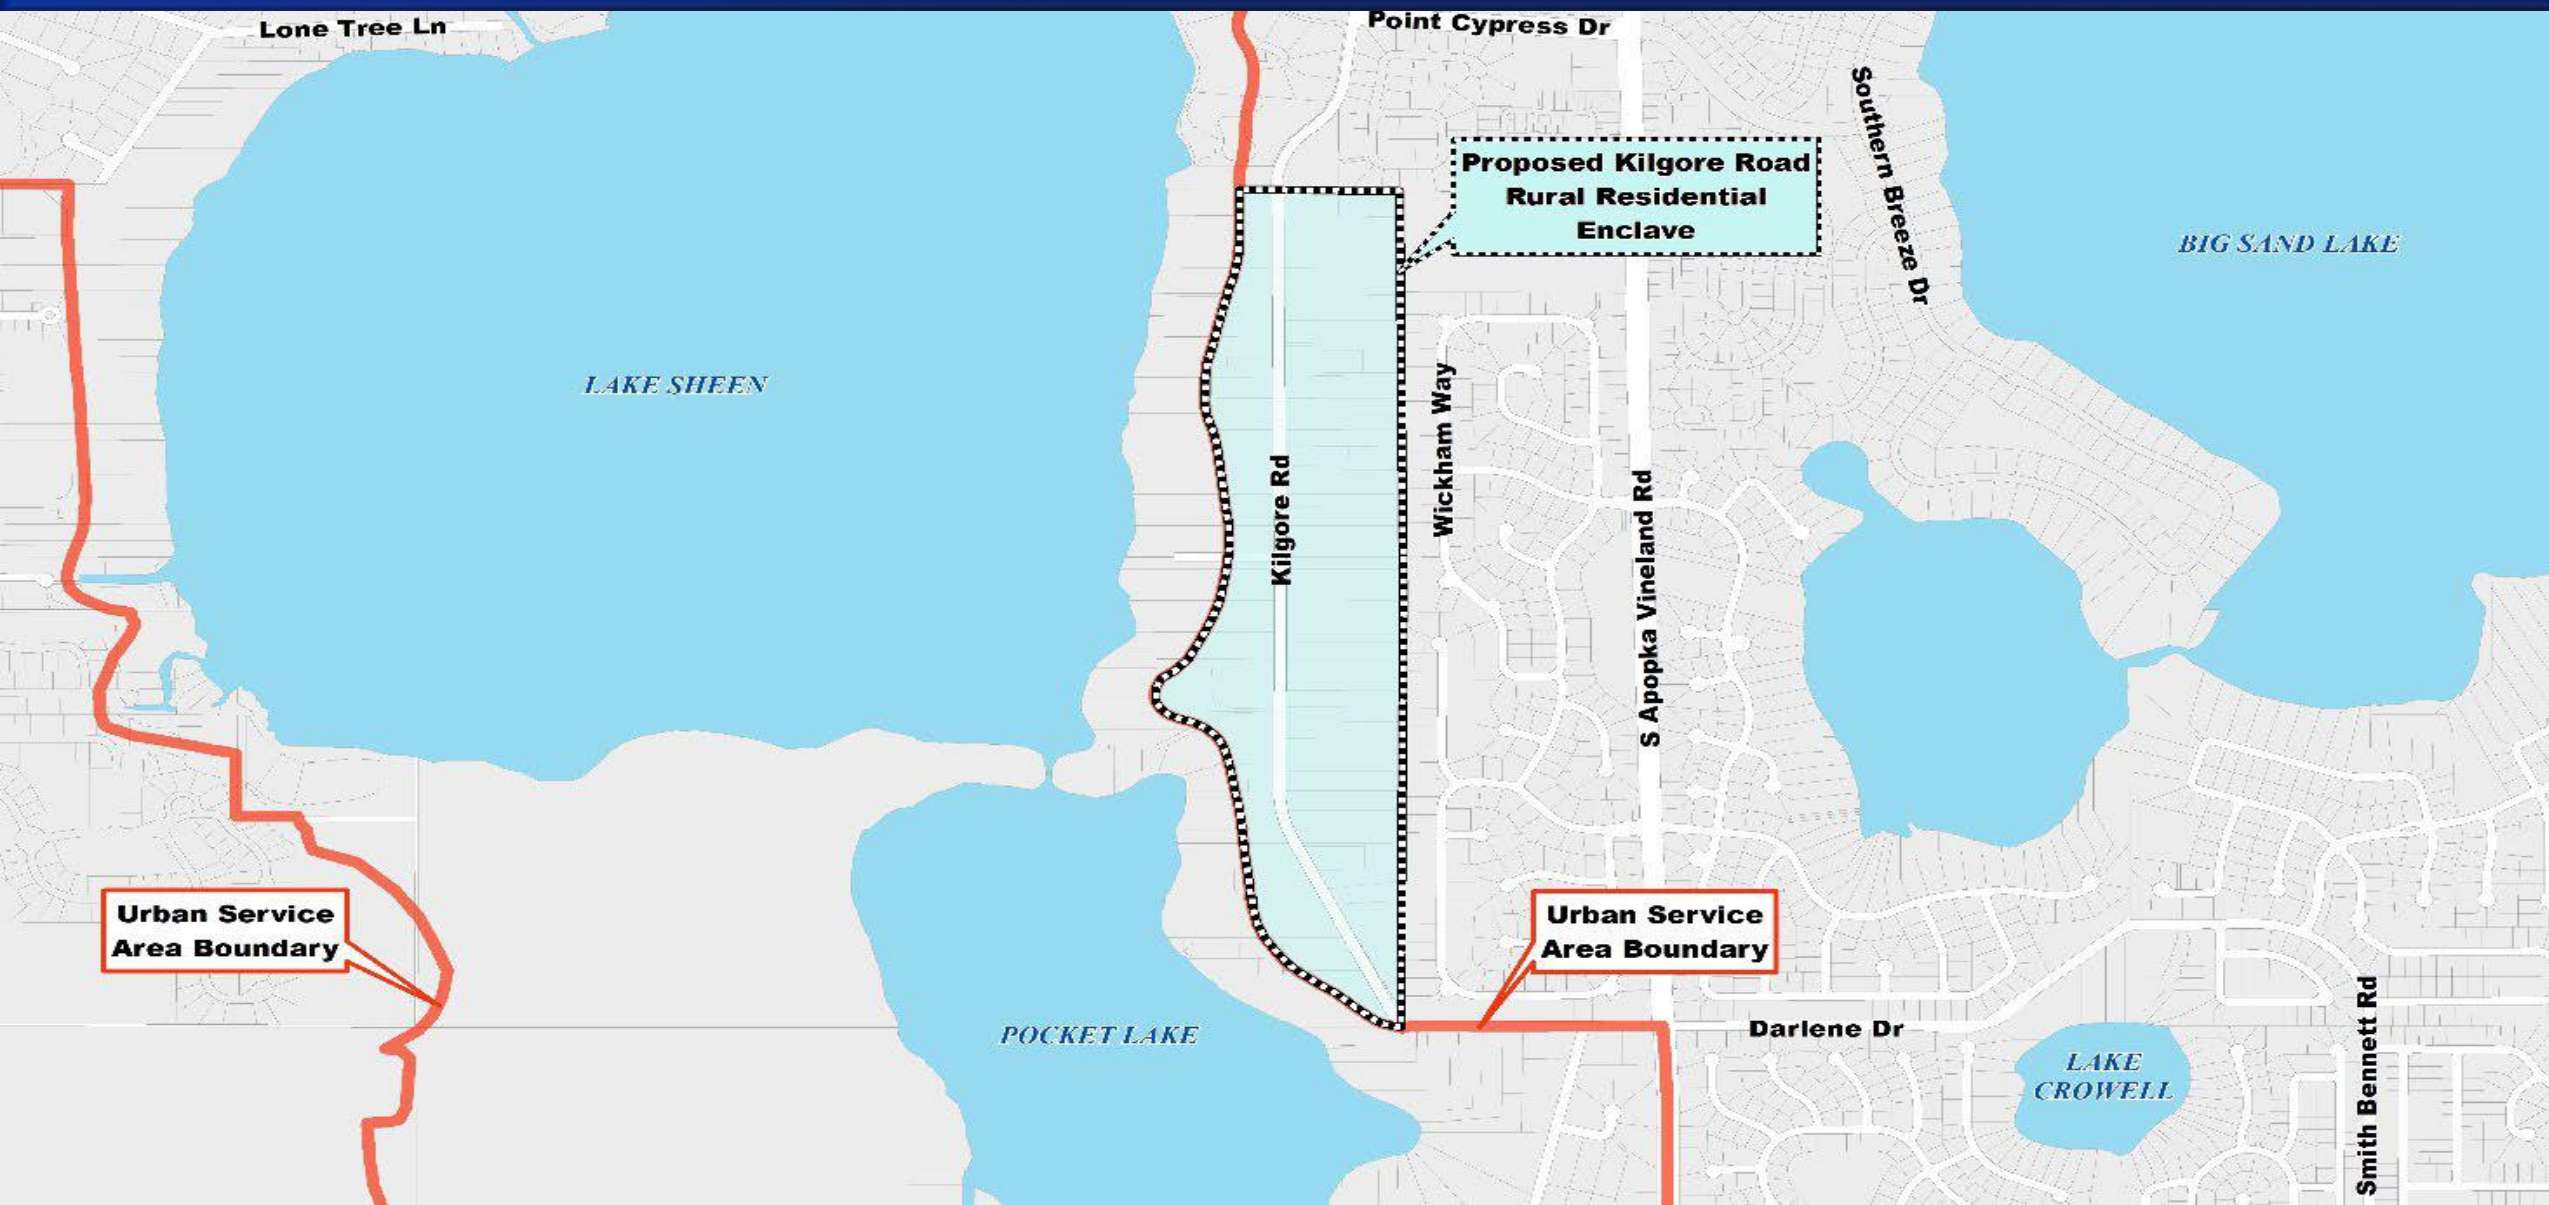 Lone Tree Ln
Point Cypress Dr
Southern Breeze Dr
Proposed Kilgore Road
Rural Residential
Enclave
BIG SAND LAKE
LAKE SHEEN
Wickham Way
Kilgore Rd
S Apopka Vineland Rd
Urban Service
Area Boundary
Urban Service
Area Boundary
POCKET LAKE
Darlene Dr
LAKE
CROWELL
Smith Bennett Rd